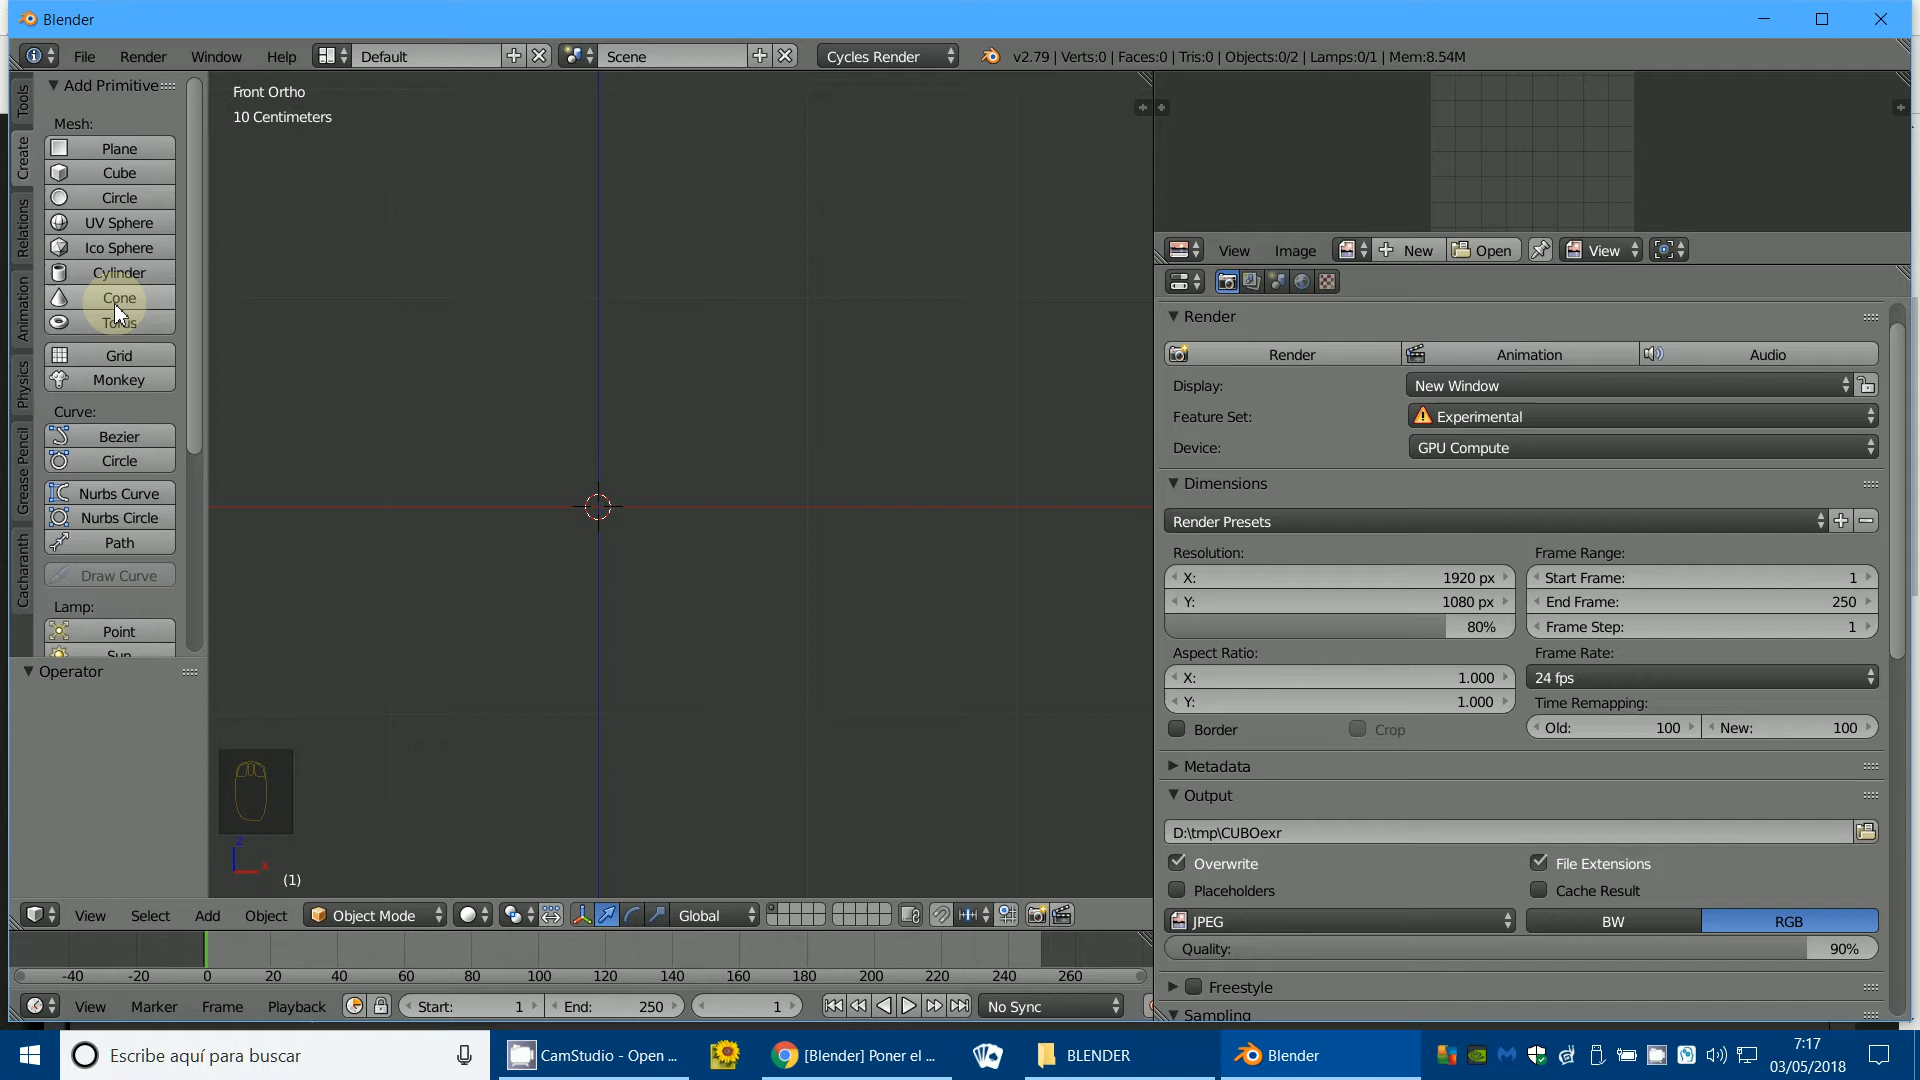 Blender
File Render Window Help Default Scene Cycles Render v2.79 | Verts:0 | Faces:0 | Tris:0 | Objects:0/2 | Lamps:0/1 | Mem:8.54M
Tools
Create
Relations
Animation
Physics
Grease Pencil
Cacharanth
Add Primitive
Mesh:
Plane
Cube
Circle
UV Sphere
Ico Sphere
Cylinder
Cone
Torus
Grid
Monkey
Curve:
Bezier
Circle
Nurbs Curve
Nurbs Circle
Path
Draw Curve
Lamp:
Point
Sun
Operator
Front Ortho
10 Centimeters
z
x
(1)
View Select Add Object Object Mode Global
-40 -20 0 20 40 60 80 100 120 140 160 180 200 220 240 260
View Marker Frame Playback Start: 1 End: 250 1 No Sync
View Image New Open View
Render
Render Animation Audio
Display: New Window
Feature Set: Experimental
Device: GPU Compute
Dimensions
Render Presets
Resolution: Frame Range:
X: 1920 px Start Frame: 1
Y: 1080 px End Frame: 250
80% Frame Step: 1
Aspect Ratio: Frame Rate:
X: 1.000 24 fps
Y: 1.000 Time Remapping:
Border Crop Old: 100 New: 100
Metadata
Output
D:\tmp\CUBOexr
Overwrite File Extensions
Placeholders Cache Result
JPEG BW RGB
Quality: 90%
Freestyle
Sampling
Escribe aquí para buscar CamStudio - Open ... [Blender] Poner el ... BLENDER Blender
7:17
03/05/2018